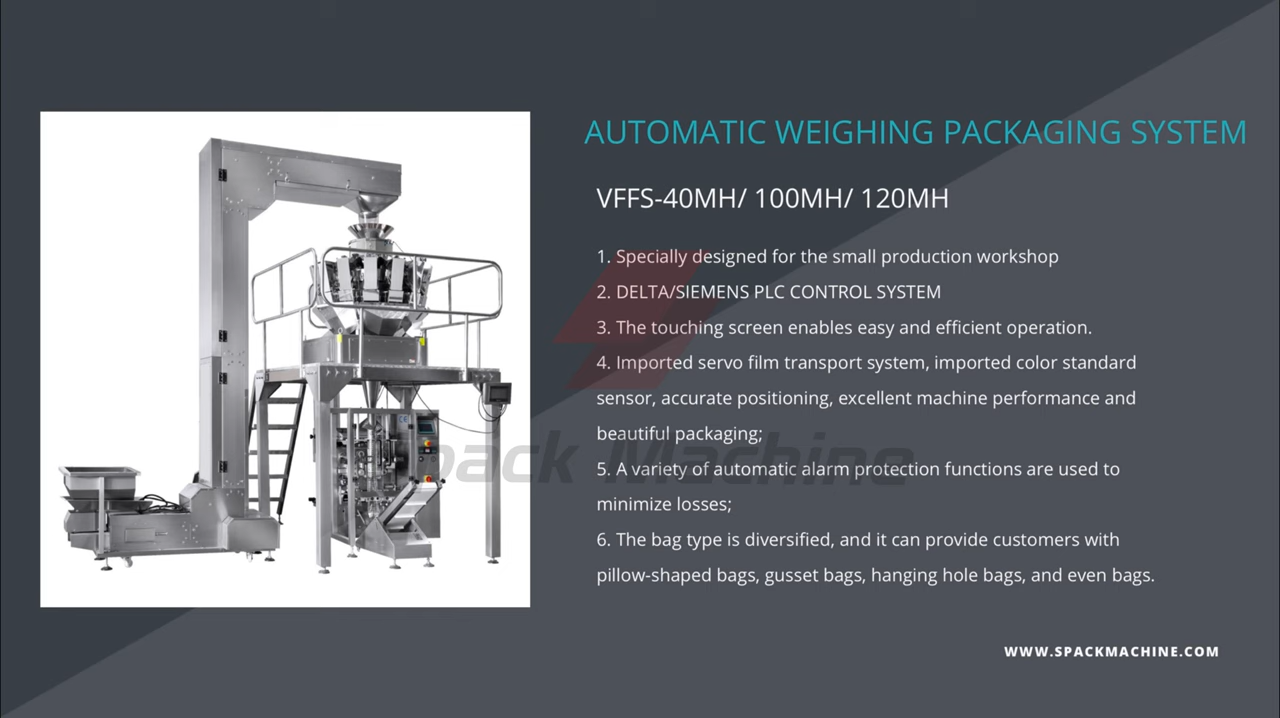 AUTOMATIC WEIGHING PACKAGING SYSTEM
VFFS-40MH/ 100MH/ 120MH
1. Specially designed for the small production workshop
2. DELTA/SIEMENS PLC CONTROL SYSTEM
3. The touching screen enables easy and efficient operation.
4. Imported servo film transport system, imported color standard
sensor, accurate positioning, excellent machine performance and
beautiful packaging;
5. A variety of automatic alarm protection functions are used to
minimize losses;
6. The bag type is diversified, and it can provide customers with
pillow-shaped bags, gusset bags, hanging hole bags, and even bags.
Spack Machine
WWW.SPACKMACHINE.COM